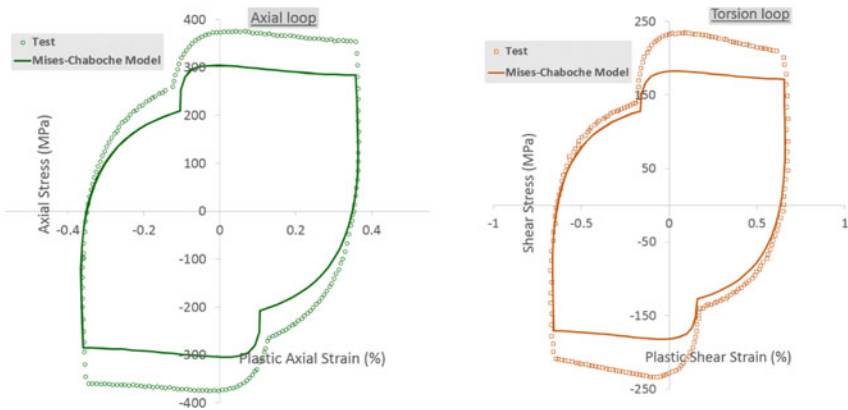 Axial loop
400
Test
Mises-Chaboche Model
300
200
100
0
-0.4
-0.2
0
0.2
0.4
-100
-200
-300
-400
Axial Stress (MPa)
Plastic Axial Strain (%)
Torsion loop
250
Test
Mises-Chaboche Model
150
50
-1
-0.5
0
0.5
1
-50
-150
-250
Shear Stress (MPa)
Plastic Shear Strain (%)